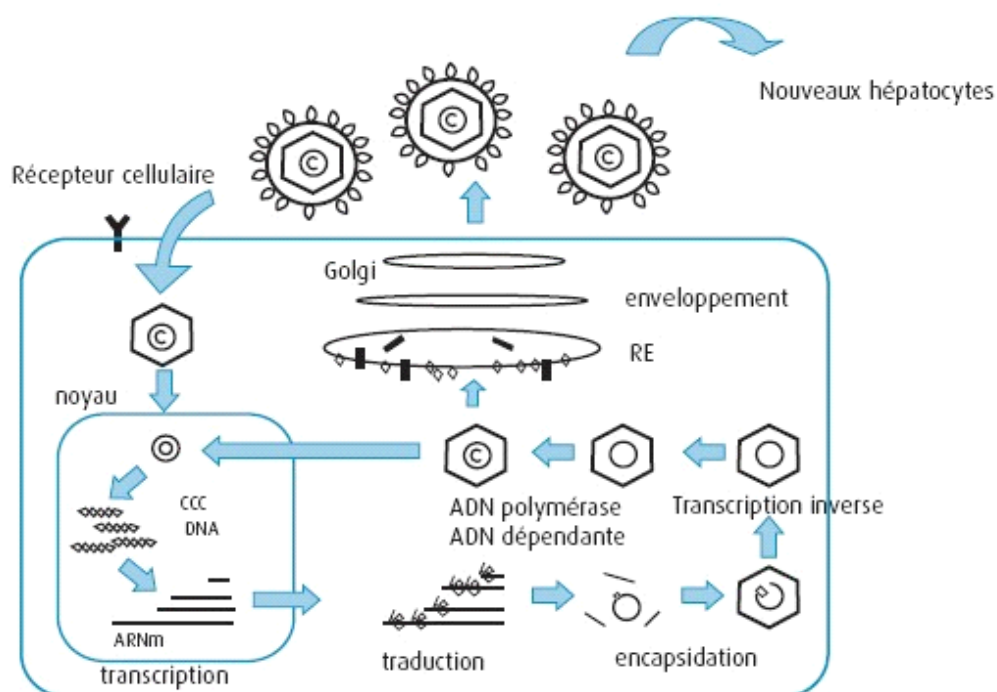 Nouveaux hépatocytes
Récepteur cellulaire
C
C
C
Golgi
enveloppement
RE
C
noyau
C
CCC
DNA
ADN polymérase
ADN dépendante
Transcription inverse
ARNm
transcription
traduction
encapsidation